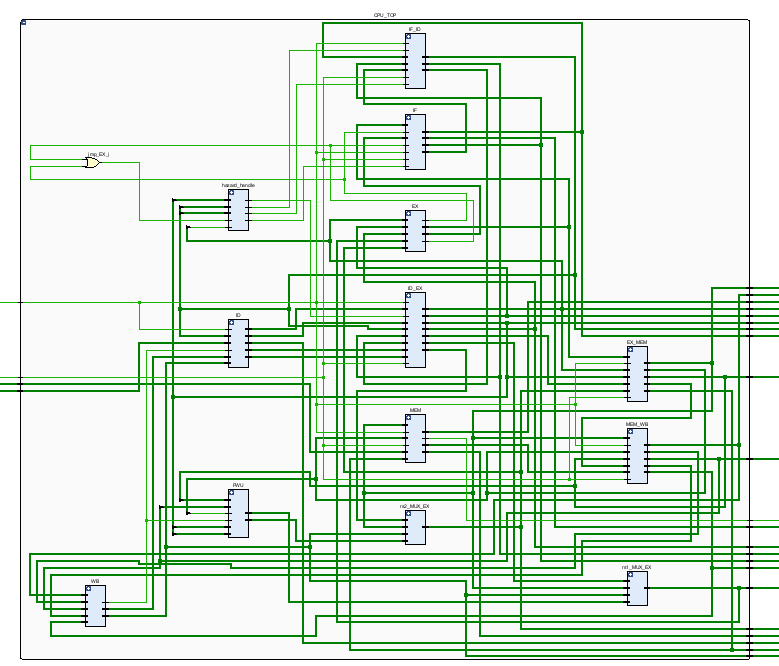 CPU_TOP
IF_ID
IF
jmp_EX_i
hazard_handle
EX
ID_EX
ID
EX_MEM
MEM
MEM_WB
FWU
rs2_MUX_EX
rs1_MUX_EX
WB